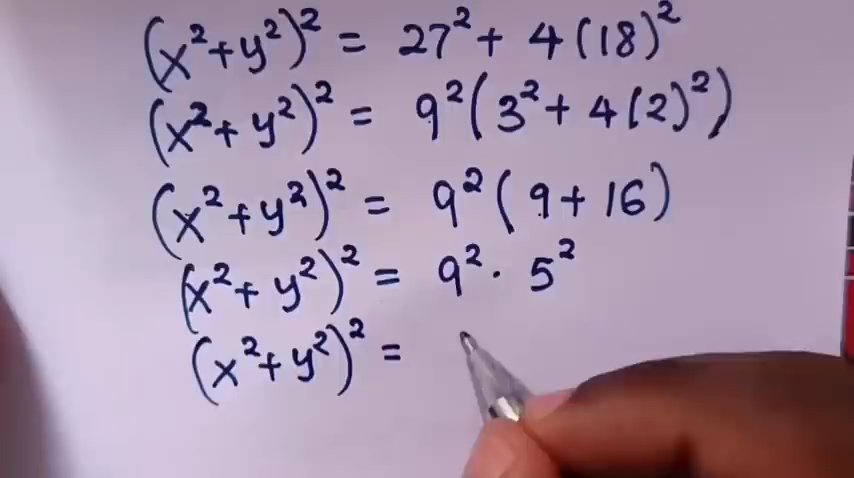 (x²+y²)² = 27² + 4(18)²
(x²+y²)² = 9²(3² + 4(2)²)
(x²+y²)² = 9²(9+16)
(x²+y²)² = 9² · 5²
(x²+y²)² =